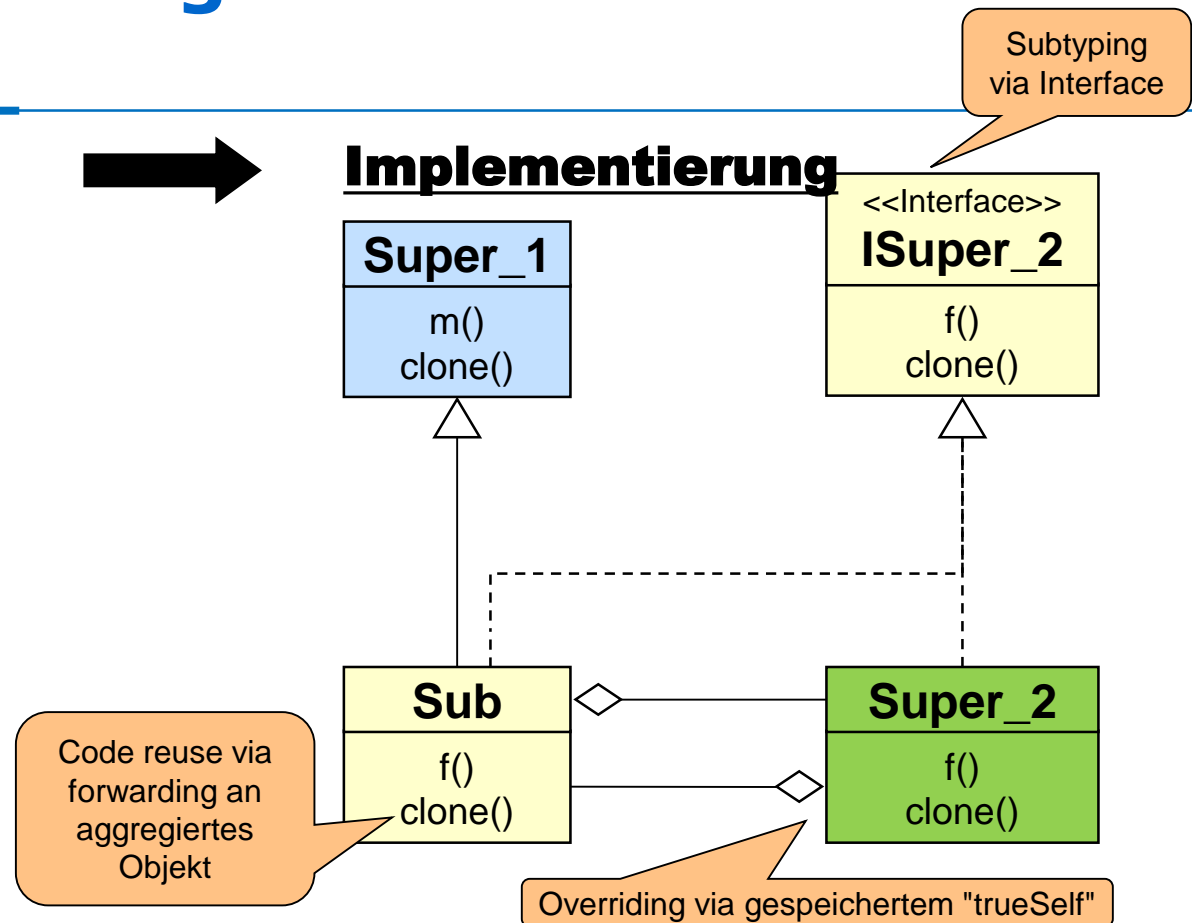 Subtyping
via Interface
Implementierung
Super_1
m()
clone()
<<Interface>>
ISuper_2
f()
clone()
Sub
f()
clone()
Super_2
f()
clone()
Code reuse via
forwarding an
aggregiertes
Objekt
Overriding via gespeichertem "trueSelf"